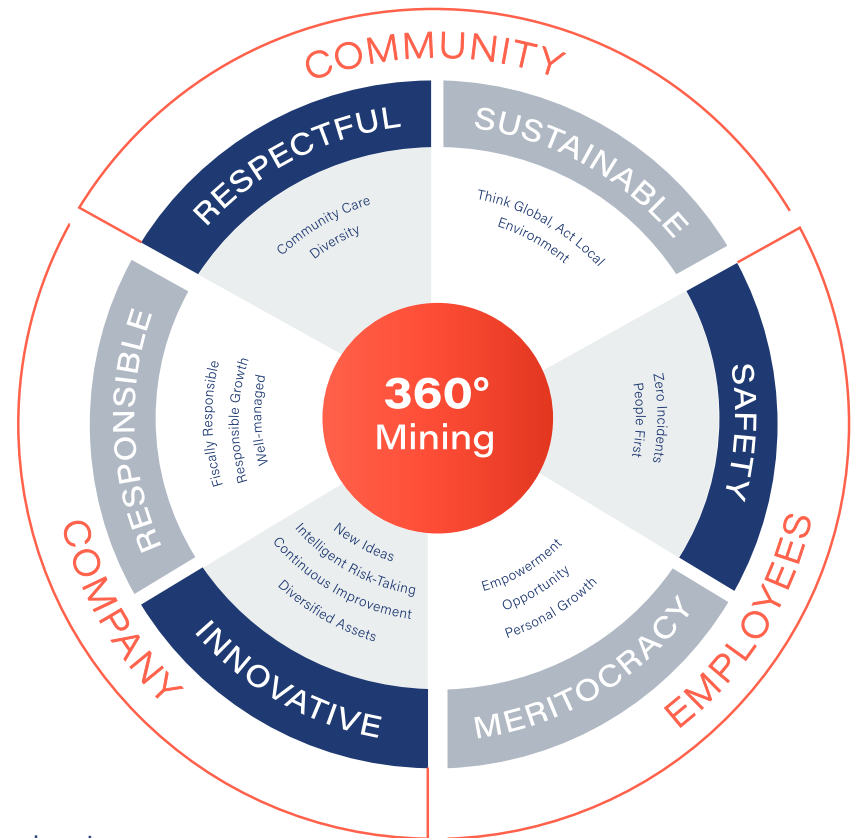 COMMUNITY
RESPECTFUL
SUSTAINABLE
Community Care
Diversity
Think Global, Act Local
Environment
RESPONSIBLE
Fiscally Responsible
Responsible Growth
Well-managed
360°
Mining
Zero Incidents
People First
SAFETY
New Ideas
Intelligent Risk-Taking
Continuous Improvement
Diversified Assets
Empowerment
Opportunity
Personal Growth
INNOVATIVE
MERITOCRACY
COMPANY
EMPLOYEES